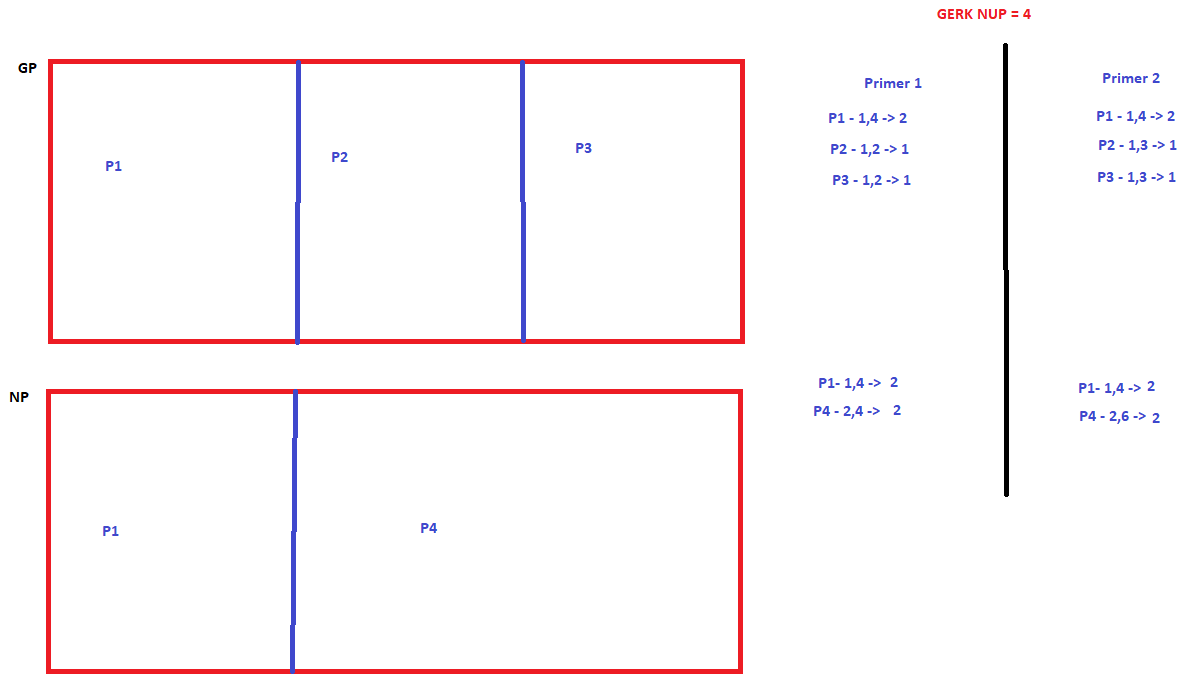 GERK NUP = 4
GP
P1
P2
P3
Primer 1
P1 - 1,4 -> 2
P2 - 1,2 -> 1
P3 - 1,2 -> 1
Primer 2
P1 - 1,4 -> 2
P2 - 1,3 -> 1
P3 - 1,3 -> 1
NP
P1
P4
P1- 1,4 -> 2
P4 - 2,4 -> 2
P1- 1,4 -> 2
P4 - 2,6 -> 2